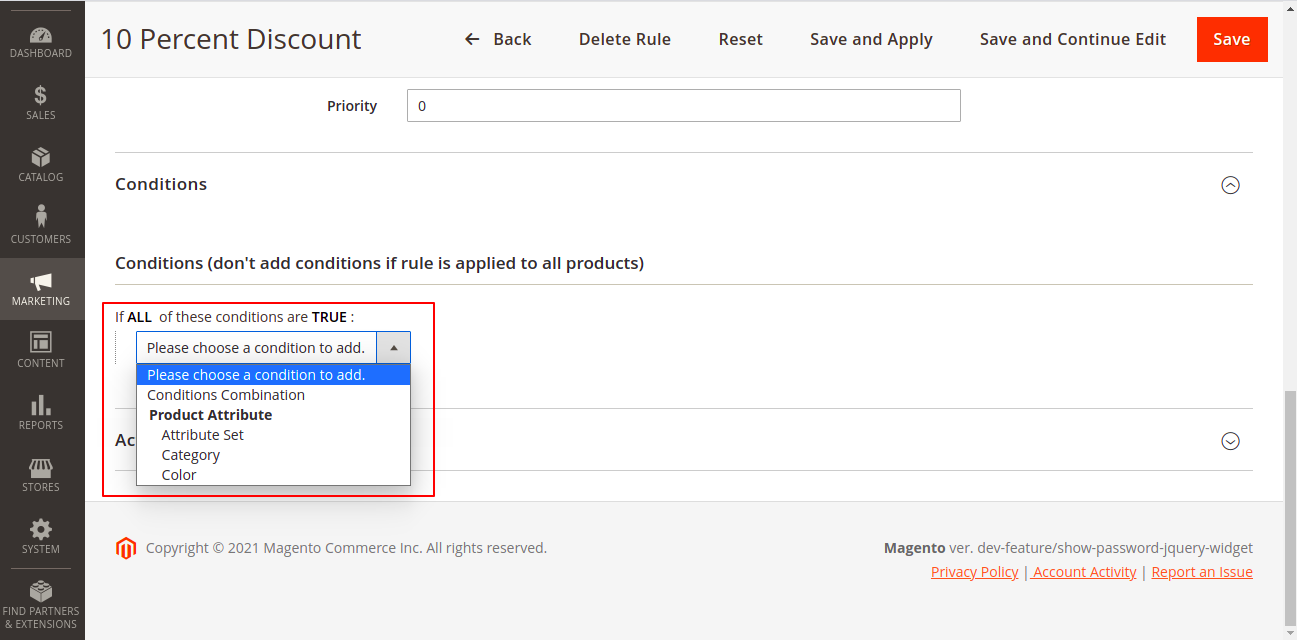 10 Percent Discount
← Back
Delete Rule
Reset
Save and Apply
Save and Continue Edit
Save
DASHBOARD
$
SALES
CATALOG
CUSTOMERS
MARKETING
CONTENT
REPORTS
STORES
SYSTEM
FIND PARTNERS
& EXTENSIONS
Priority
0
Conditions
Conditions (don't add conditions if rule is applied to all products)
If ALL of these conditions are TRUE :
Please choose a condition to add.
Please choose a condition to add.
Conditions Combination
Product Attribute
Attribute Set
Category
Color
Ac
Copyright © 2021 Magento Commerce Inc. All rights reserved.
Magento ver. dev-feature/show-password-jquery-widget
Privacy Policy | Account Activity | Report an Issue